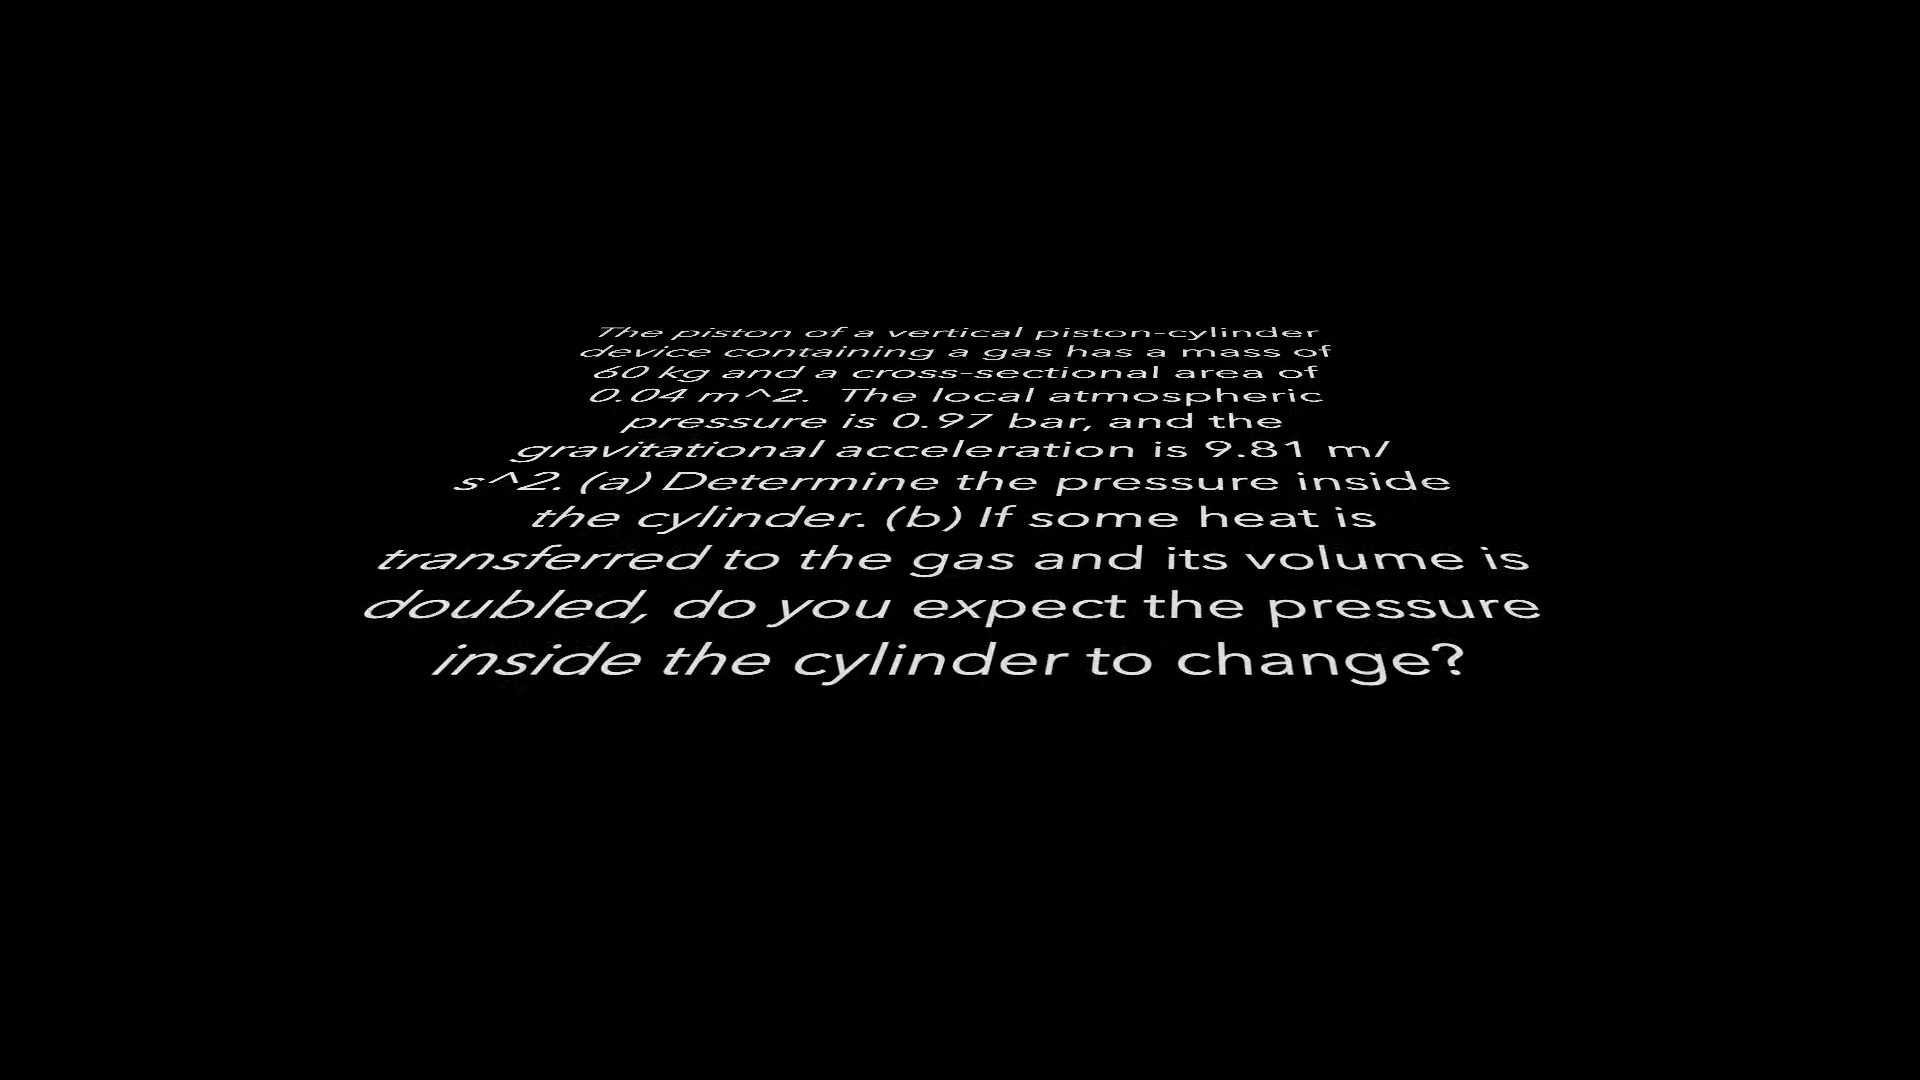 The piston of a vertical piston-cylinder
device containing a gas has a mass of
60 kg and a cross-sectional area of
0.04 m^2.  The local atmospheric
pressure is 0.97 bar, and the
gravitational acceleration is 9.81 m/
s^2. (a) Determine the pressure inside
the cylinder. (b) If some heat is
transferred to the gas and its volume is
doubled, do you expect the pressure
inside the cylinder to change?